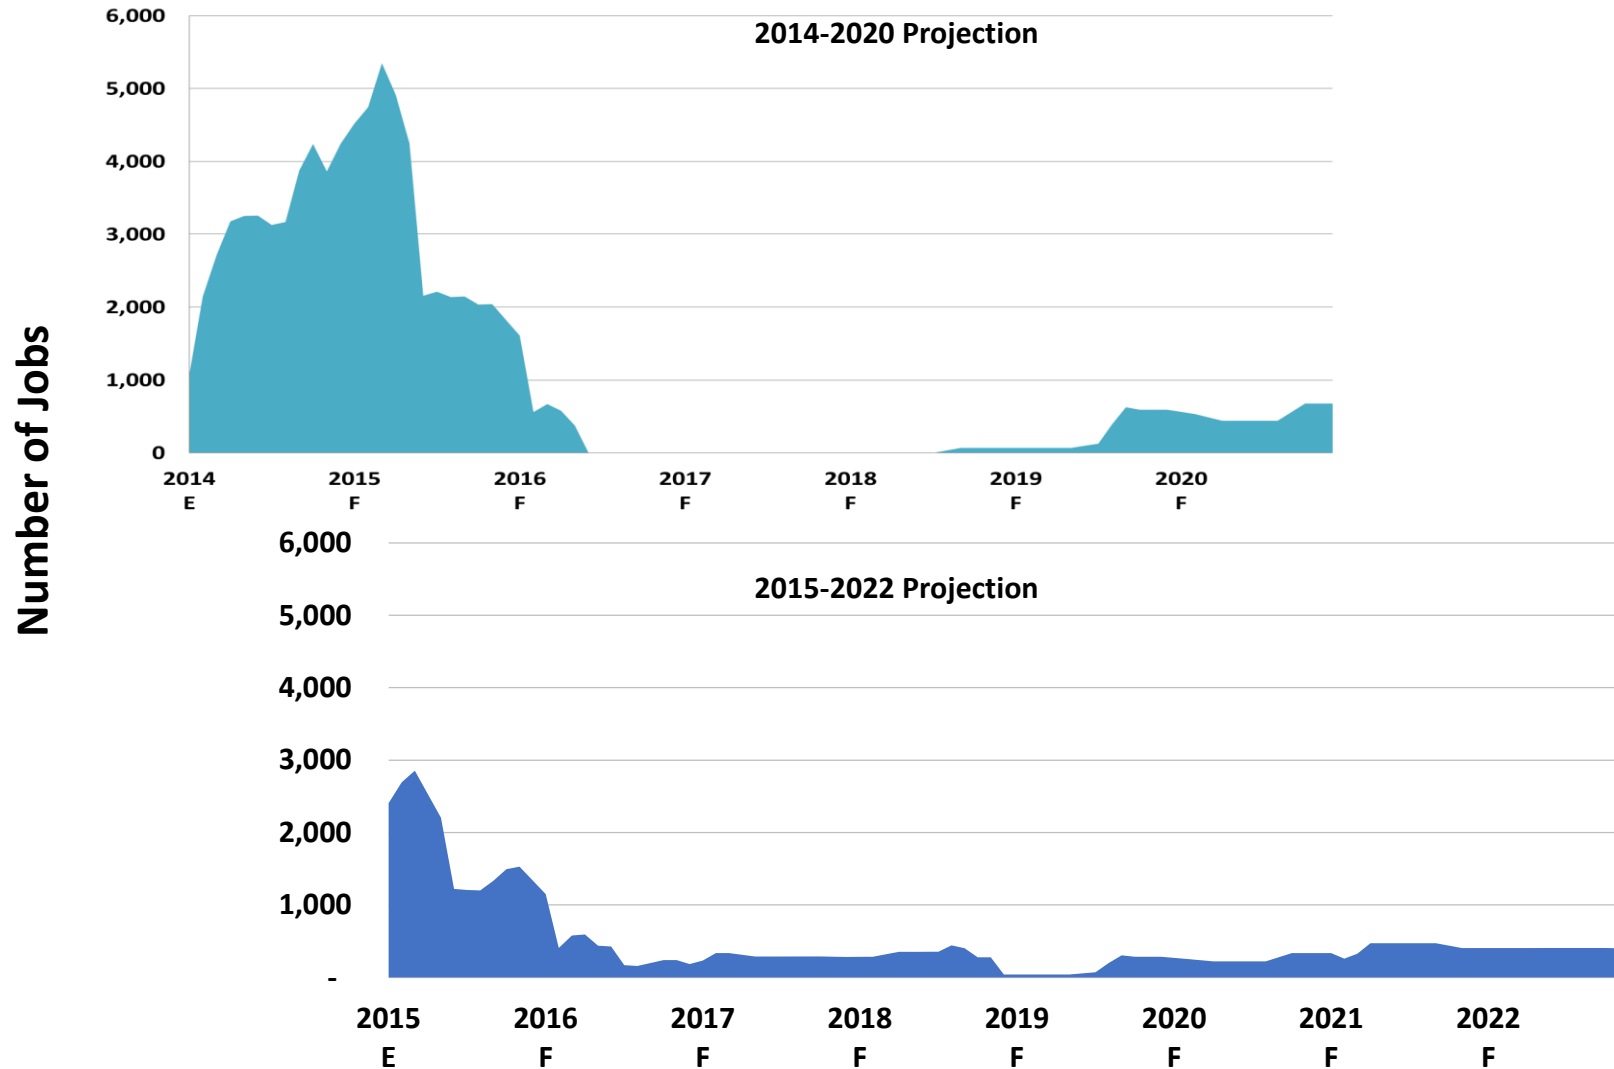 Number of Jobs
2014-2020 Projection
6,000
5,000
4,000
3,000
2,000
1,000
0
2014 2015 2016 2017 2018 2019 2020
E F F F F F F
2015-2022 Projection
6,000
5,000
4,000
3,000
2,000
1,000
-
2015 2016 2017 2018 2019 2020 2021 2022
E F F F F F F F